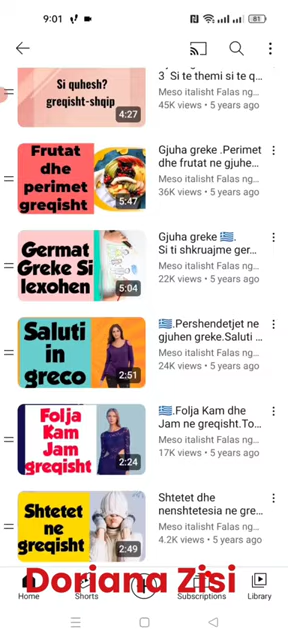 9:01
81
3 Si te themi si te q...
Si quhesh?
greqisht-shqip
4:27
Meso italisht Falas ng...
45K views • 5 years ago
Frutat
dhe
perimet
greqisht
5:47
Gjuha greke .Perimet
dhe frutat ne gjuhe...
Meso italisht Falas ng...
36K views • 5 years ago
Germat
Greke Si
lexohen
5:04
Gjuha greke 🇬🇷.
Si ti shkruajme ger...
Meso italisht Falas ng...
22K views • 5 years ago
Saluti
in
greco
2:51
🇬🇷.Pershendetjet ne
gjuhen greke.Saluti ...
Meso italisht Falas ng...
24K views • 5 years ago
Folja
Kam
Jam
greqisht
2:24
🇬🇷.Folja Kam dhe
Jam ne greqisht.To...
Meso italisht Falas ng...
17K views • 5 years ago
Shtetet
ne
greqisht
2:49
Shtetet dhe
nenshtetesia ne gre...
Meso italisht Falas ng...
4.2K views • 5 years ago
Doriana Zisi
Home
Shorts
Subscriptions
Library